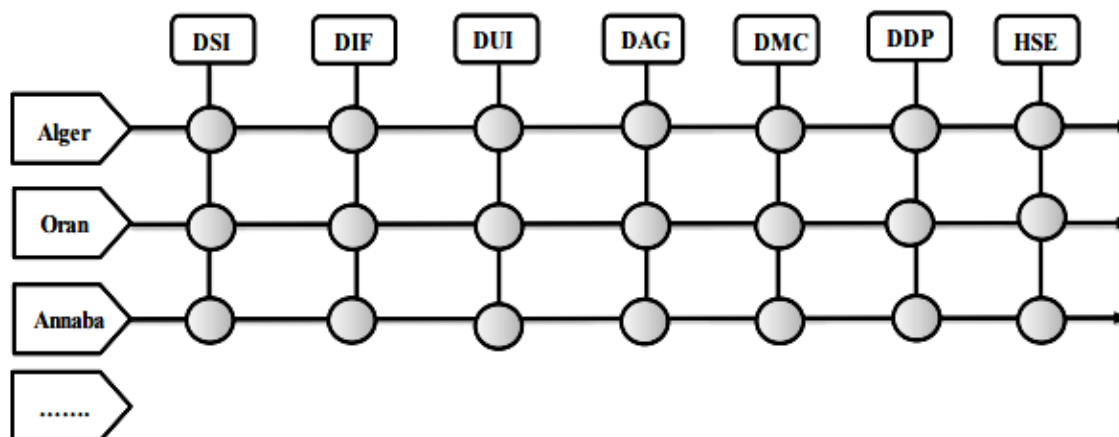 DSI DIF DUI DAG DMC DDP HSE
Alger
Oran
Annaba
…….